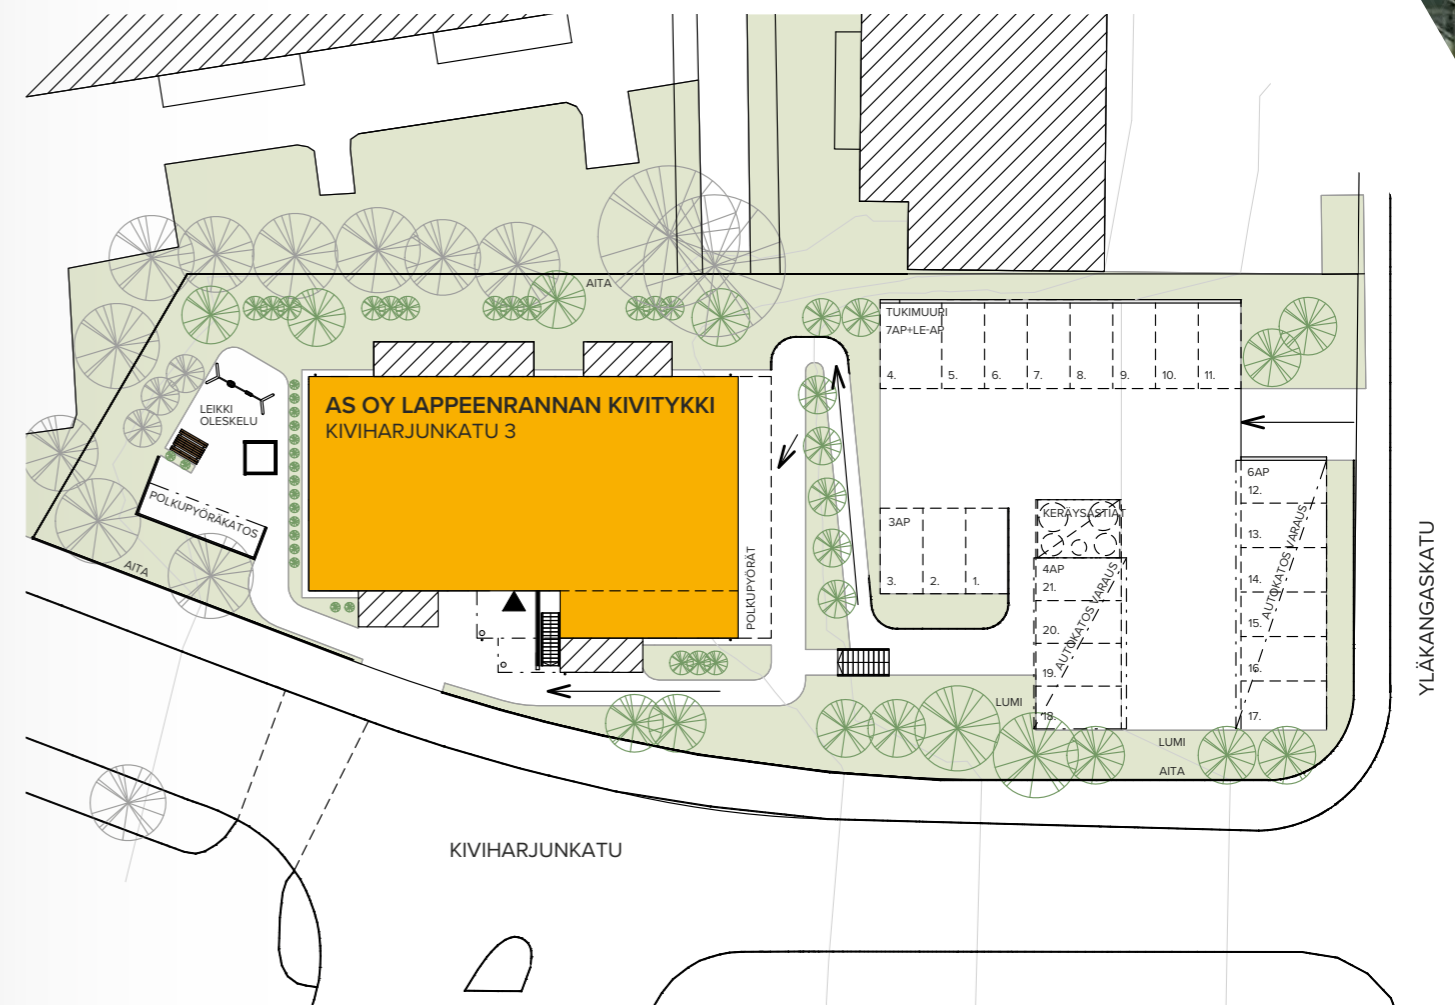 AITA
TUKIMUURI
7AP+LE-AP
4.
5.
6.
7.
8.
9.
10.
11.
LEIKKI
OLESKELU
AS OY LAPPEENRANNAN KIVITYKKI
KIVIHARJUNKATU 3
POLKUPYÖRÄKATOS
AITA
POLKUPYÖRÄT
3AP
3.
2.
1.
KERÄYSASTIAT
4AP
21.
20.
19.
18.
AUTOKATOS VARAUS
6AP
12.
13.
14.
15.
16.
17.
AUTOKATOS VARAUS
LUMI
LUMI
AITA
KIVIHARJUNKATU
YLÄKANGASKATU